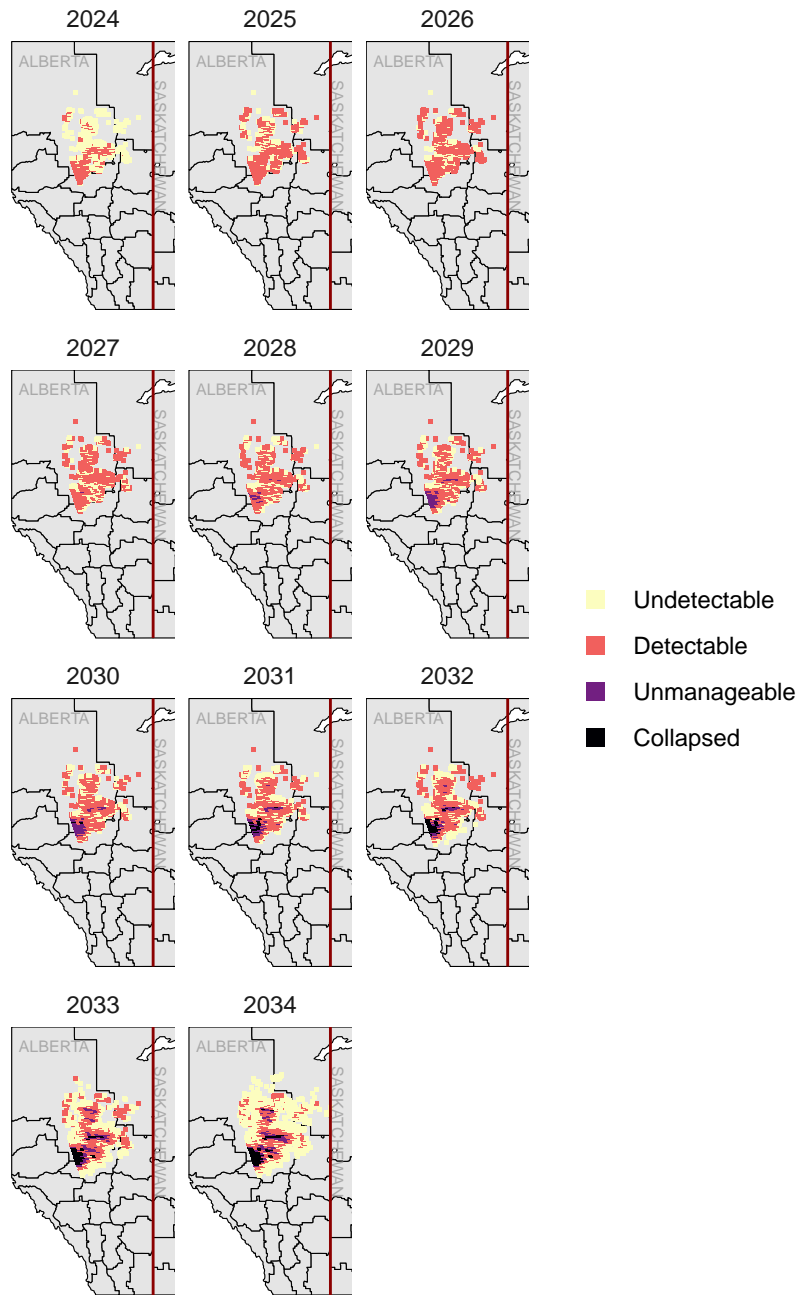 2024 2025 2026
ALBERTA ALBERTA ALBERTA
SASKATCHEWAN SASKATCHEWAN SASKATCHEWAN
2027 2028 2029
ALBERTA ALBERTA ALBERTA
SASKATCHEWAN SASKATCHEWAN SASKATCHEWAN
Undetectable
Detectable
Unmanageable
Collapsed
2030 2031 2032
ALBERTA ALBERTA ALBERTA
SASKATCHEWAN SASKATCHEWAN SASKATCHEWAN
2033 2034
ALBERTA ALBERTA
SASKATCHEWAN SASKATCHEWAN